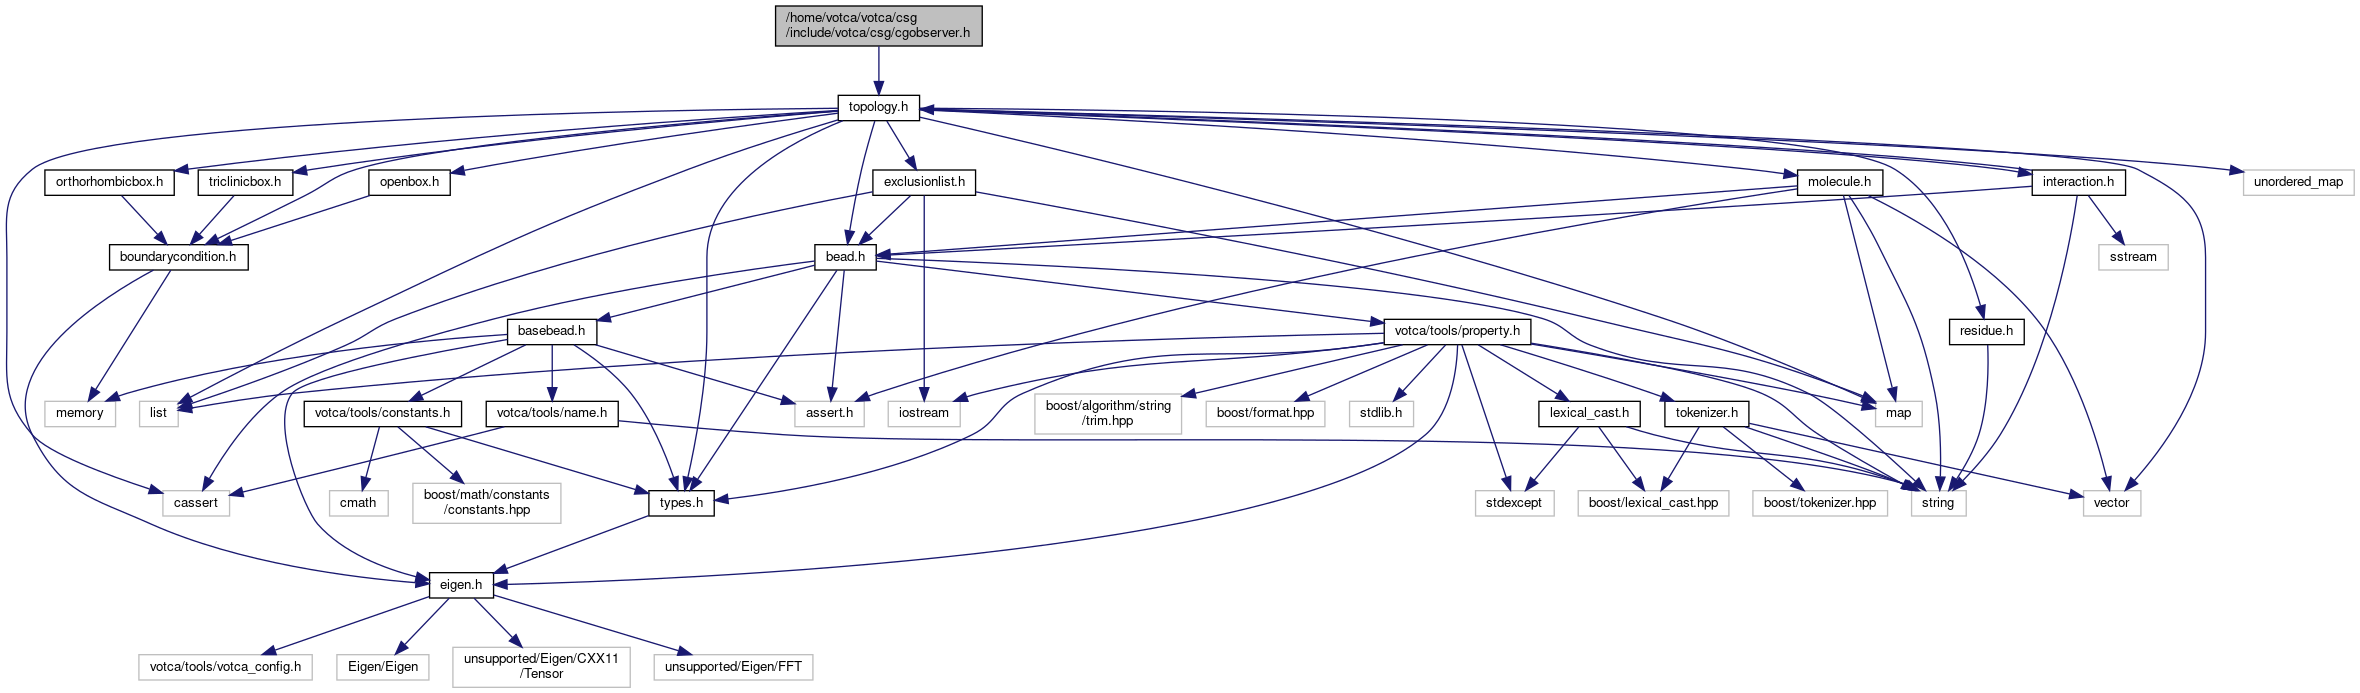 /home/votca/votca/csg
/include/votca/csg/cgobserver.h
topology.h
orthorhombicbox.h
triclinicbox.h
openbox.h
exclusionlist.h
molecule.h
interaction.h
unordered_map
boundarycondition.h
bead.h
sstream
basebead.h
votca/tools/property.h
residue.h
memory
list
votca/tools/constants.h
votca/tools/name.h
assert.h
iostream
boost/algorithm/string
/trim.hpp
boost/format.hpp
stdlib.h
lexical_cast.h
tokenizer.h
map
cassert
cmath
boost/math/constants
/constants.hpp
types.h
stdexcept
boost/lexical_cast.hpp
boost/tokenizer.hpp
string
vector
eigen.h
votca/tools/votca_config.h
Eigen/Eigen
unsupported/Eigen/CXX11
/Tensor
unsupported/Eigen/FFT